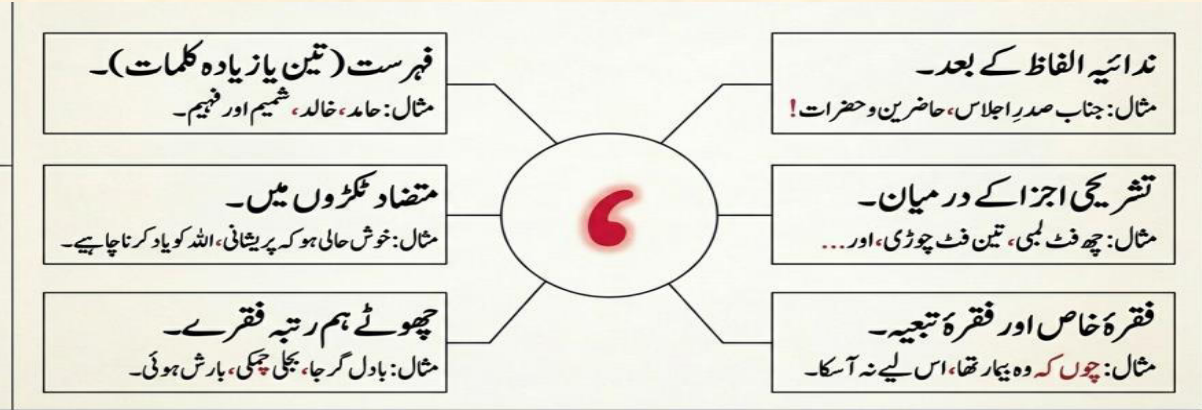 ندائیہ الفاظ کے بعد۔
مثال: جناب صدرِ اجلاس، حاضرین و حضرات!
تشریحی اجزا کے درمیان۔
مثال: چھ فٹ لمبی، تین فٹ چوڑی، اور...
فقرۂ خاص اور فقرۂ تبعیہ۔
مثال: چوں کہ وہ بیمار تھا، اس لیے نہ آسکا۔
،
فہرست (تین یا زیادہ کلمات)۔
مثال: حامد، خالد، شمیم اور فہیم۔
متضاد ٹکڑوں میں۔
مثال: خوش حالی ہو کہ پریشانی، اللہ کو یاد کرنا چاہیے۔
چھوٹے ہم رتبہ فقرے۔
مثال: بادل گرجا، بجلی چمکی، بارش ہوئی۔